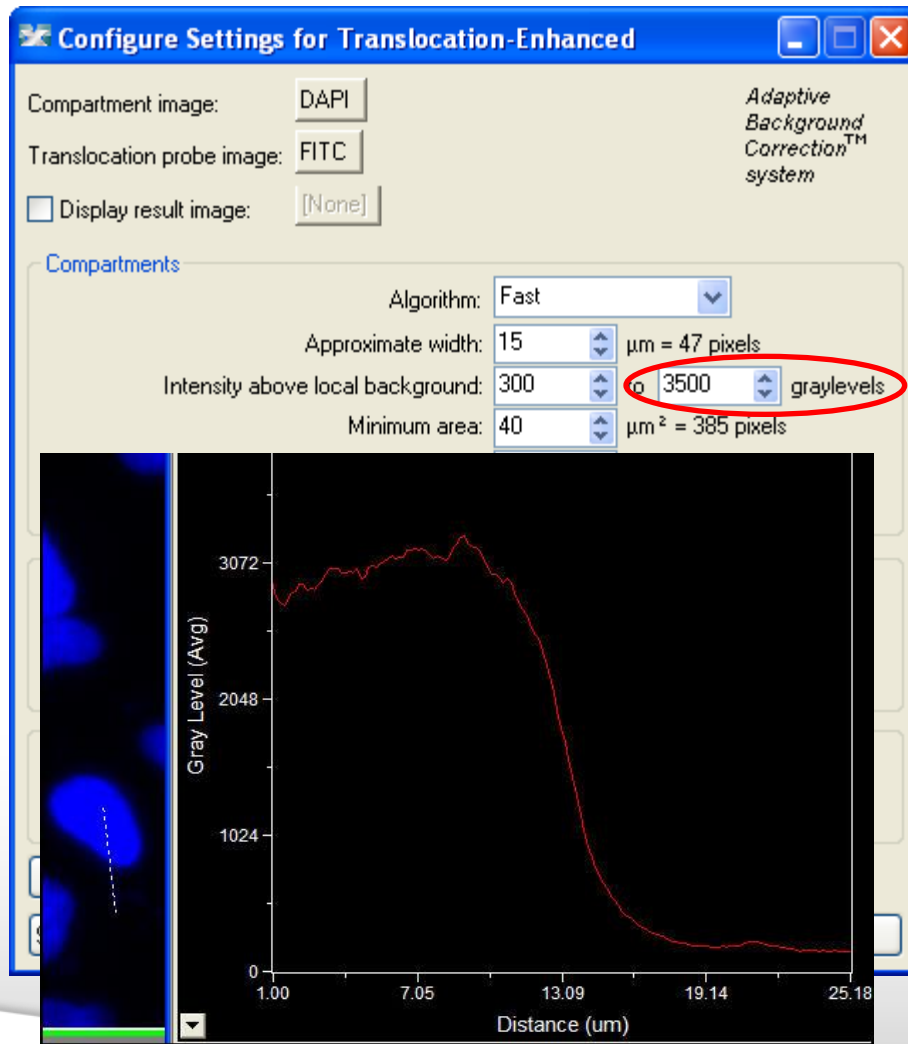 Configure Settings for Translocation-Enhanced
Compartment image: DAPI
Adaptive
Background
Correction™
system
Translocation probe image: FITC
Display result image: [None]
Compartments
Algorithm: Fast
Approximate width: 15 µm = 47 pixels
Intensity above local background: 300 to 3500 graylevels
Minimum area: 40 µm² = 385 pixels
Gray Level (Avg)
3072
2048
1024
0
1.00 7.05 13.09 19.14 25.18
Distance (um)